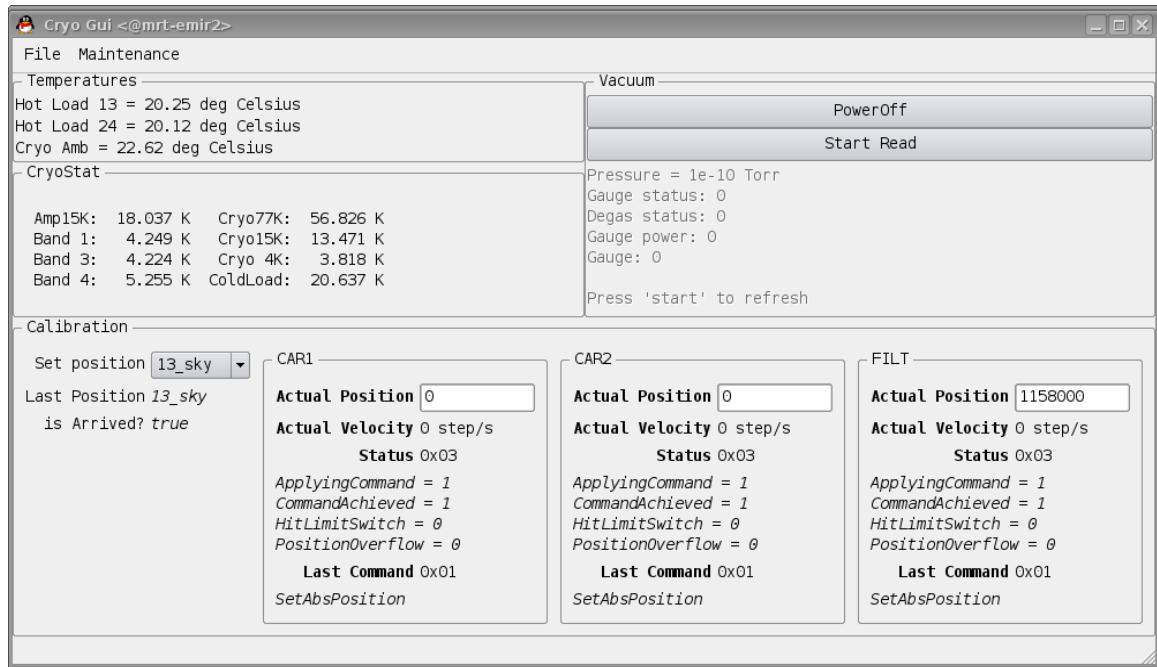 Cryo Gui <@mrt-emir2>
File Maintenance
Temperatures
Hot Load 13 = 20.25 deg Celsius
Hot Load 24 = 20.12 deg Celsius
Cryo Amb = 22.62 deg Celsius
Vacuum
PowerOff
Start Read
Pressure = 1e-10 Torr
Gauge status: 0
Degas status: 0
Gauge power: 0
Gauge: 0
Press 'start' to refresh
CryoStat
Amp15K: 18.037 K Cryo77K: 56.826 K
Band 1: 4.249 K Cryo15K: 13.471 K
Band 3: 4.224 K Cryo 4K: 3.818 K
Band 4: 5.255 K ColdLoad: 20.637 K
Calibration
Set position 13_sky
Last Position 13_sky
is Arrived? true
CAR1
Actual Position 0
Actual Velocity 0 step/s
Status 0x03
ApplyingCommand = 1
CommandAchieved = 1
HitLimitSwitch = 0
PositionOverflow = 0
Last Command 0x01
SetAbsPosition
CAR2
Actual Position 0
Actual Velocity 0 step/s
Status 0x03
ApplyingCommand = 1
CommandAchieved = 1
HitLimitSwitch = 0
PositionOverflow = 0
Last Command 0x01
SetAbsPosition
FILT
Actual Position 1158000
Actual Velocity 0 step/s
Status 0x03
ApplyingCommand = 1
CommandAchieved = 1
HitLimitSwitch = 0
PositionOverflow = 0
Last Command 0x01
SetAbsPosition